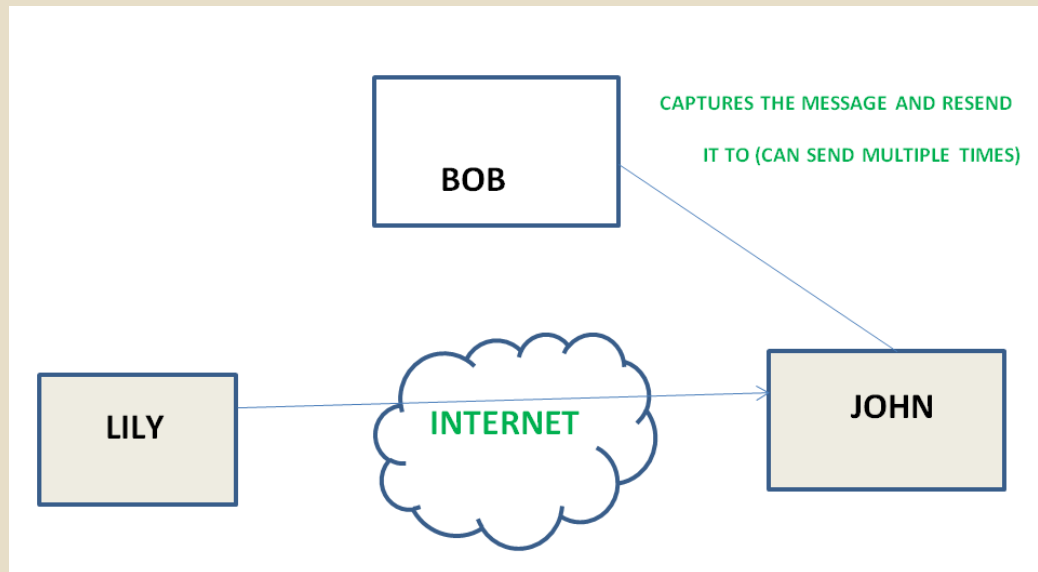 CAPTURES THE MESSAGE AND RESEND
IT TO (CAN SEND MULTIPLE TIMES)
BOB
LILY
INTERNET
JOHN